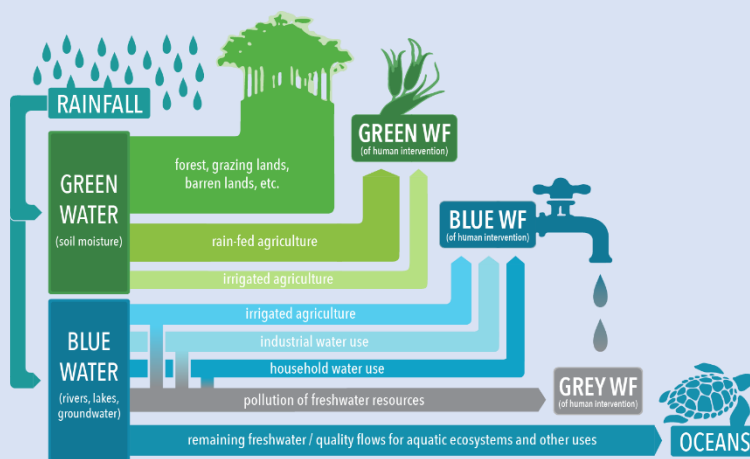 RAINFALL
GREEN WF
(of human intervention)
forest, grazing lands,
barren lands, etc.
GREEN
WATER
(soil moisture)
BLUE WF
(of human intervention)
rain-fed agriculture
irrigated agriculture
irrigated agriculture
BLUE
WATER
(rivers, lakes,
groundwater)
industrial water use
household water use
pollution of freshwater resources
GREY WF
(of human intervention)
remaining freshwater / quality flows for aquatic ecosystems and other uses
OCEANS